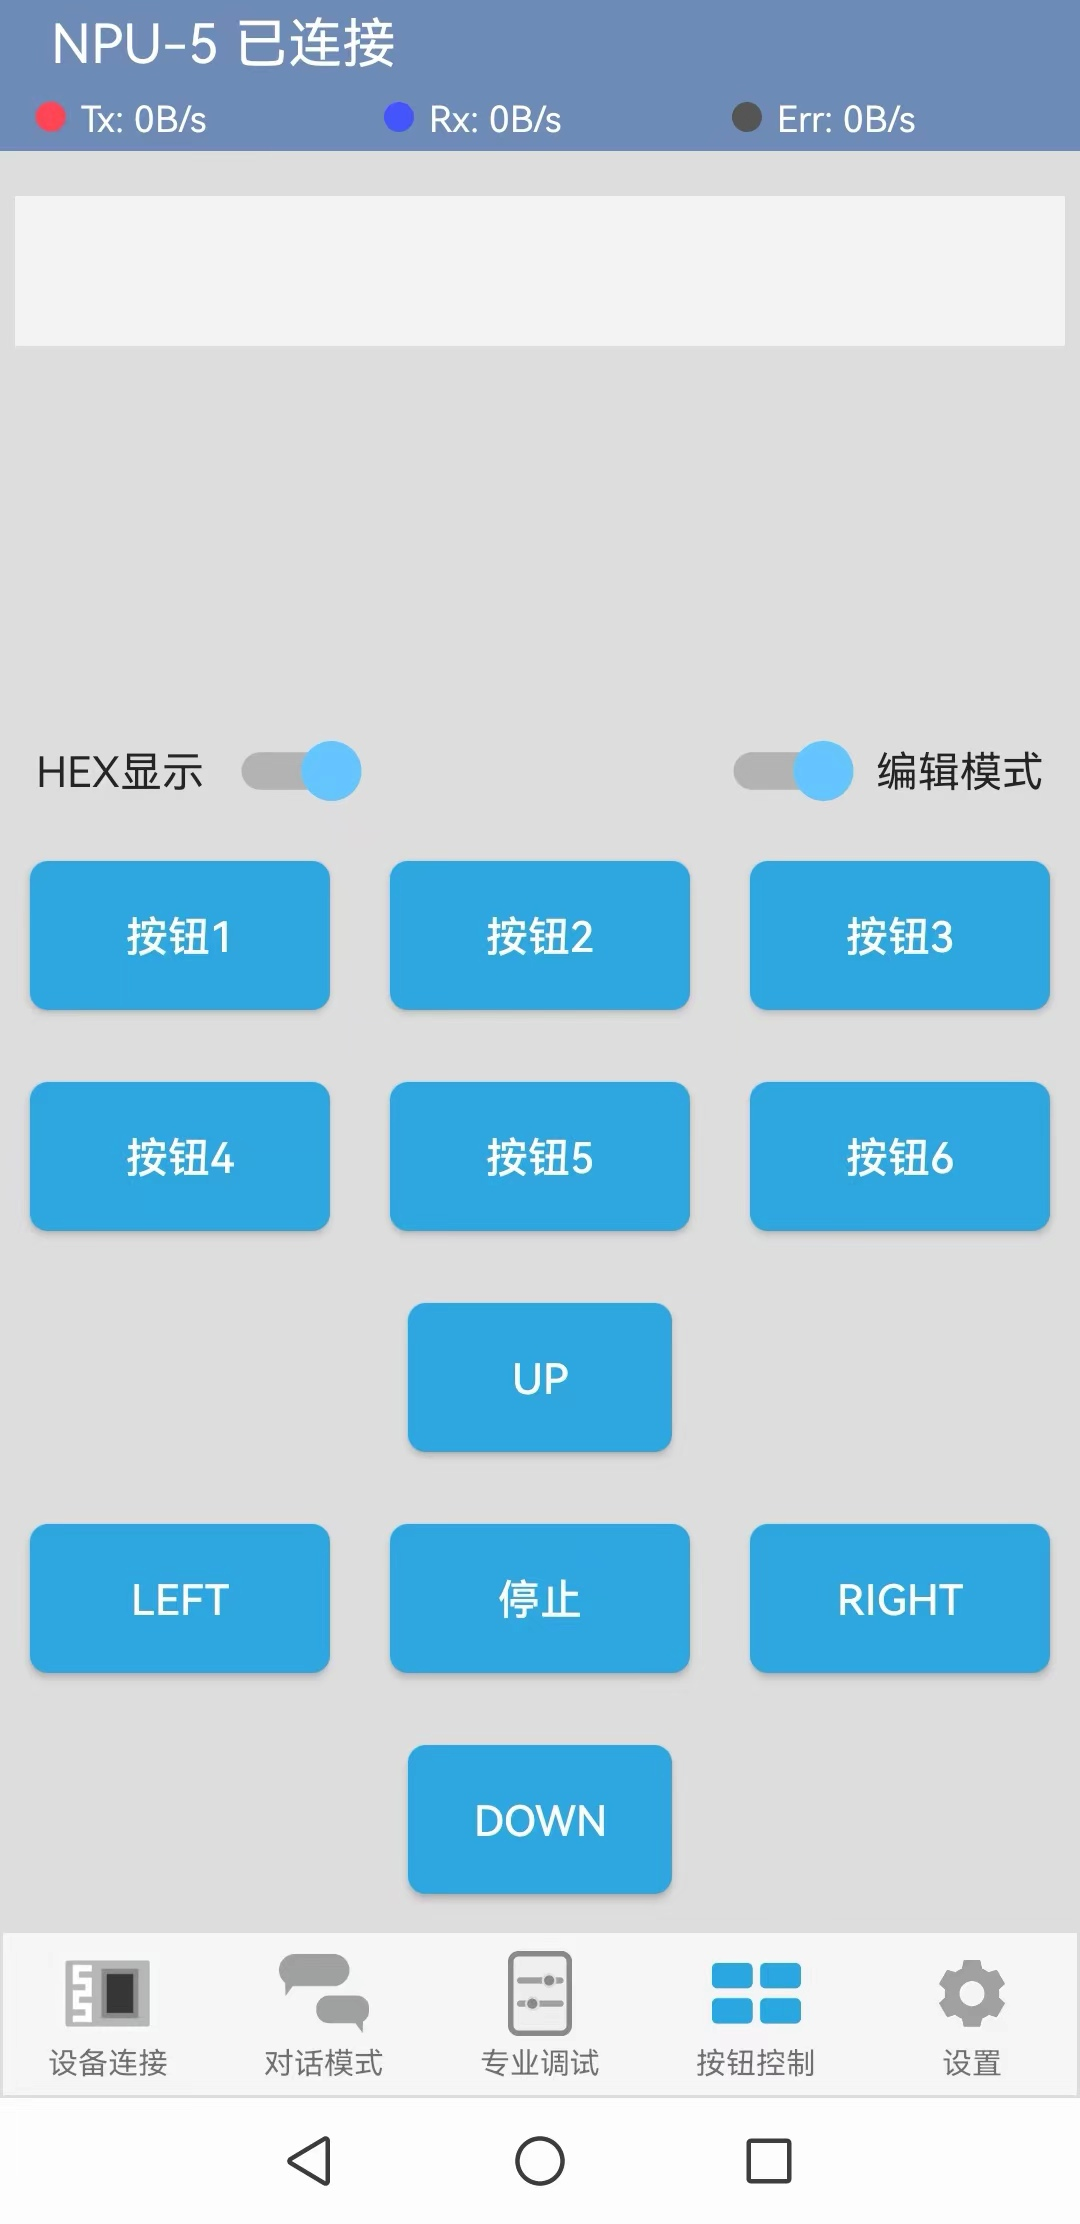 NPU-5 已连接
Tx: 0B/s Rx: 0B/s Err: 0B/s
HEX显示 编辑模式
按钮1 按钮2 按钮3
按钮4 按钮5 按钮6
UP
LEFT 停止 RIGHT
DOWN
设备连接 对话模式 专业调试 按钮控制 设置